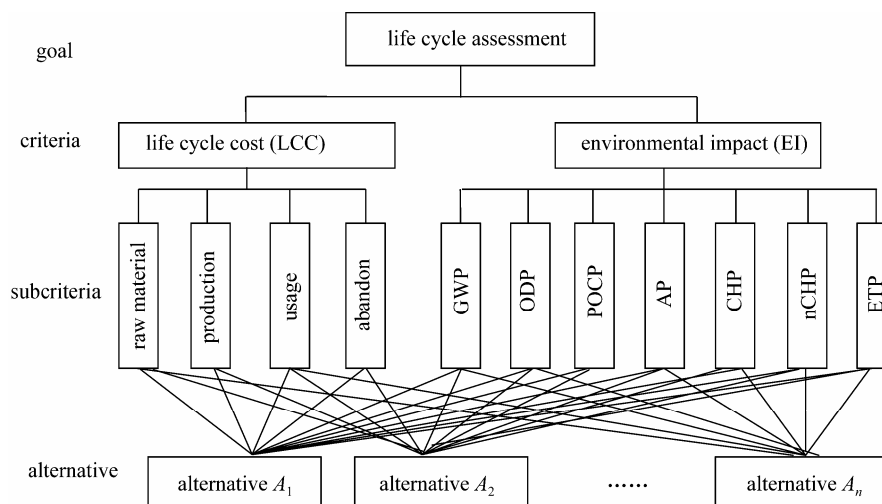 goal
life cycle assessment
criteria
life cycle cost (LCC)
environmental impact (EI)
subcriteria
raw material
production
usage
abandon
GWP
ODP
POCP
AP
CHP
nCHP
ETP
alternative
alternative A1
alternative A2
......
alternative An